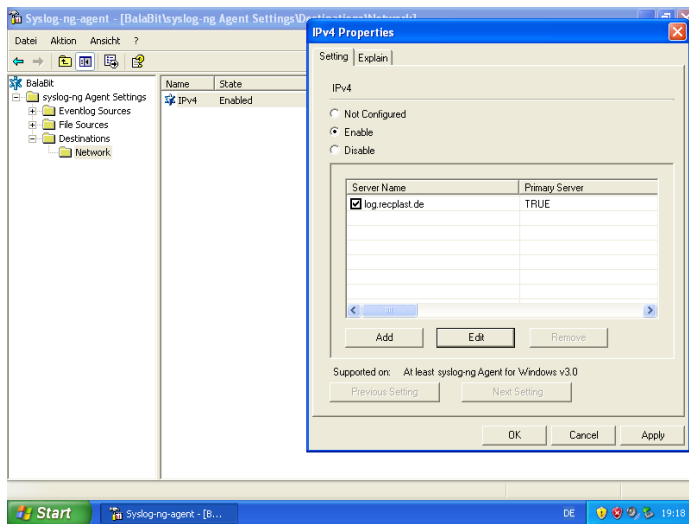 Syslog-ng-agent - [BalaBit\syslog-ng Agent Settings\Destinations\Network]
Datei Aktion Ansicht ?
BalaBit
syslog-ng Agent Settings
Eventlog Sources
File Sources
Destinations
Network
Name State
IPv4 Enabled
IPv4 Properties
Setting Explain
IPv4
Not Configured
Enable
Disable
Server Name Primary Server
log.recplast.de TRUE
Add Edit Remove
Supported on: At least syslog-ng Agent for Windows v3.0
Previous Setting Next Setting
OK Cancel Apply
Start Syslog-ng-agent - [B... DE 19:18